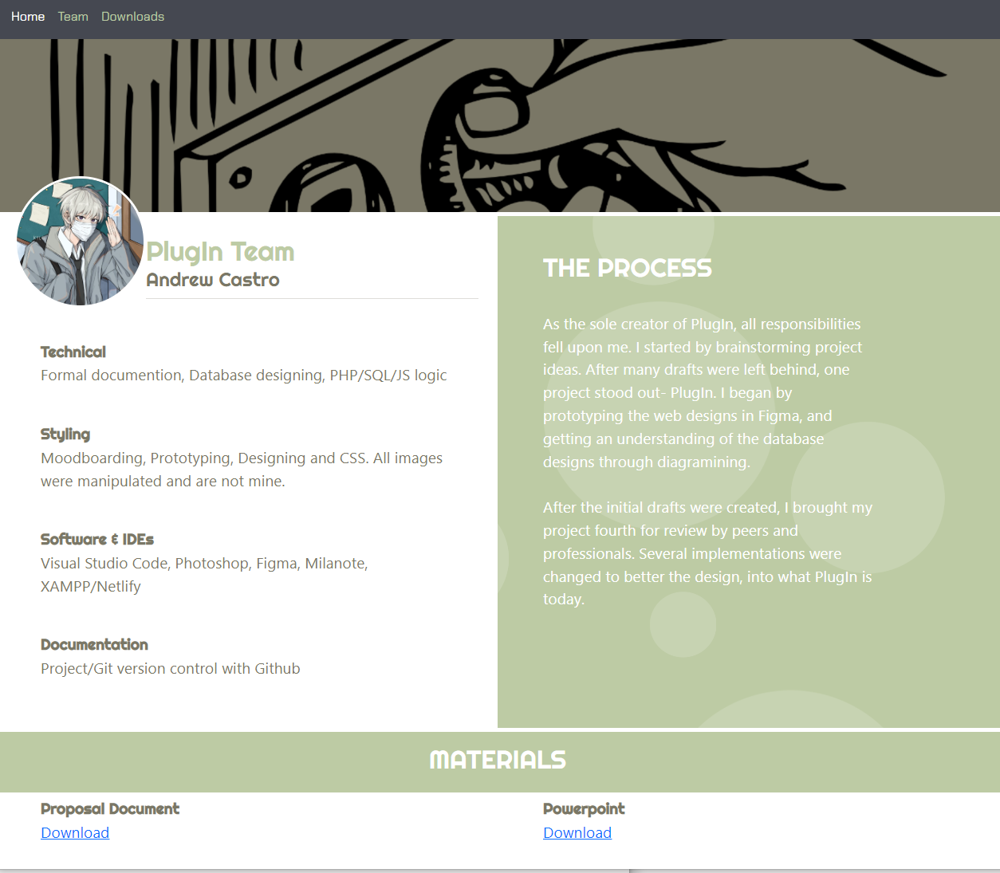 Home Team Downloads
PlugIn Team
Andrew Castro
Technical
Formal documention, Database designing, PHP/SQL/JS logic
Styling
Moodboarding, Prototyping, Designing and CSS. All images
were manipulated and are not mine.
Software & IDEs
Visual Studio Code, Photoshop, Figma, Milanote,
XAMPP/Netlify
Documentation
Project/Git version control with Github
THE PROCESS
As the sole creator of PlugIn, all responsibilities
fell upon me. I started by brainstorming project
ideas. After many drafts were left behind, one
project stood out- PlugIn. I began by
prototyping the web designs in Figma, and
getting an understanding of the database
designs through diagramining.
After the initial drafts were created, I brought my
project fourth for review by peers and
professionals. Several implementations were
changed to better the design, into what PlugIn is
today.
MATERIALS
Proposal Document
Download
Powerpoint
Download